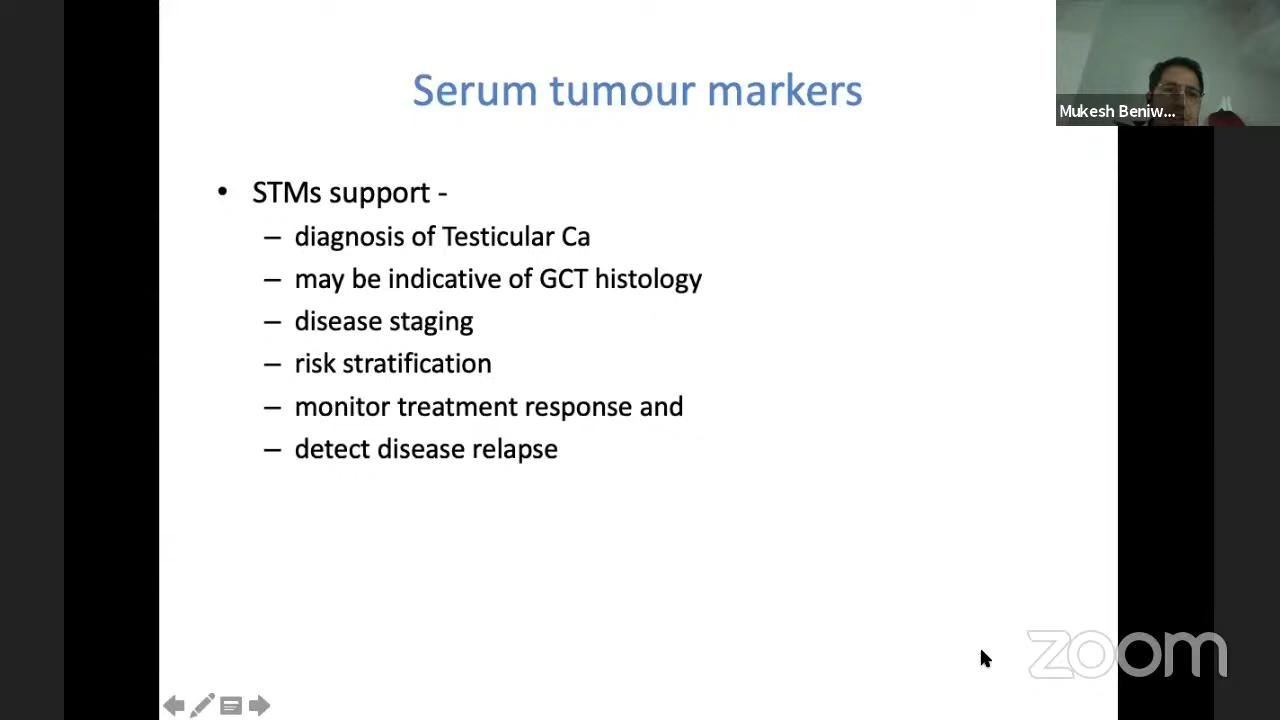 Serum tumour markers
Mukesh Beniw...
• STMs support -
– diagnosis of Testicular Ca
– may be indicative of GCT histology
– disease staging
– risk stratification
– monitor treatment response and
– detect disease relapse
zoom